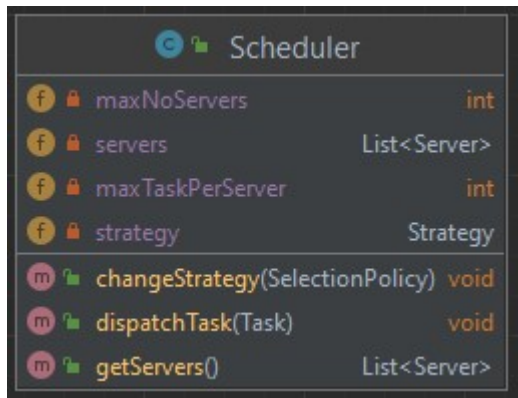 Scheduler
maxNoServers int
servers List<Server>
maxTaskPerServer int
strategy Strategy
changeStrategy(SelectionPolicy) void
dispatchTask(Task) void
getServers() List<Server>